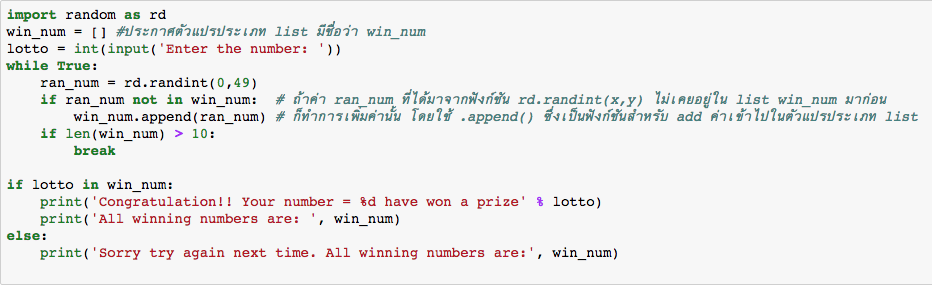 import random as rd
win_num = [] #ประกาศตัวแปรประเภท list มีชื่อว่า win_num
lotto = int(input('Enter the number: '))
while True:
    ran_num = rd.randint(0,49)
    if ran_num not in win_num:  # ถ้าค่า ran_num ที่ได้มาจากฟังก์ชัน rd.randint(x,y) ไม่เคยอยู่ใน list win_num มาก่อน
        win_num.append(ran_num) # ก็ทำการเพิ่มค่านั้น โดยใช้ .append() ซึ่งเป็นฟังก์ชันสำหรับ add ค่าเข้าไปในตัวแปรประเภท list
    if len(win_num) > 10:
        break
if lotto in win_num:
    print('Congratulation!! Your number = %d have won a prize' % lotto)
    print('All winning numbers are: ', win_num)
else:
    print('Sorry try again next time. All winning numbers are:', win_num)